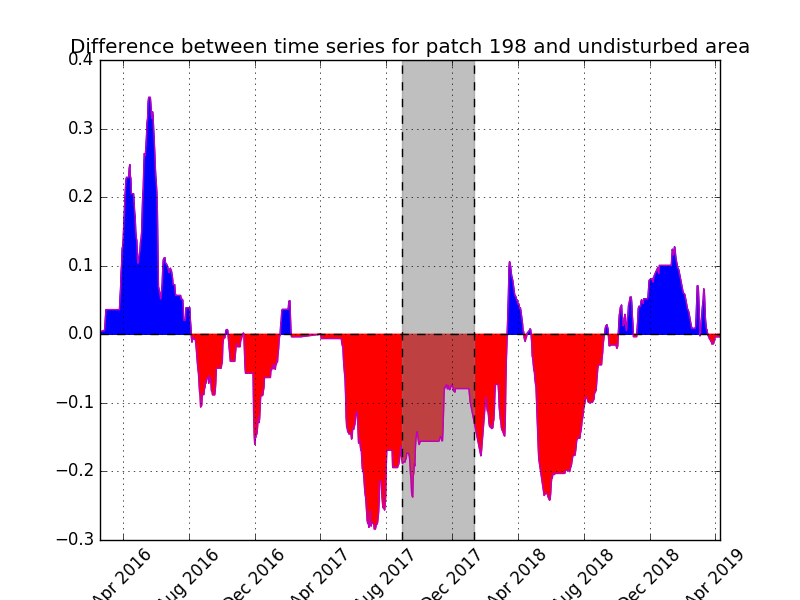 Difference between time series for patch 198 and undisturbed area
0.4
0.3
0.2
0.1
0.0
−0.1
−0.2
−0.3
Apr 2016
Aug 2016
Dec 2016
Apr 2017
Aug 2017
Dec 2017
Apr 2018
Aug 2018
Dec 2018
Apr 2019